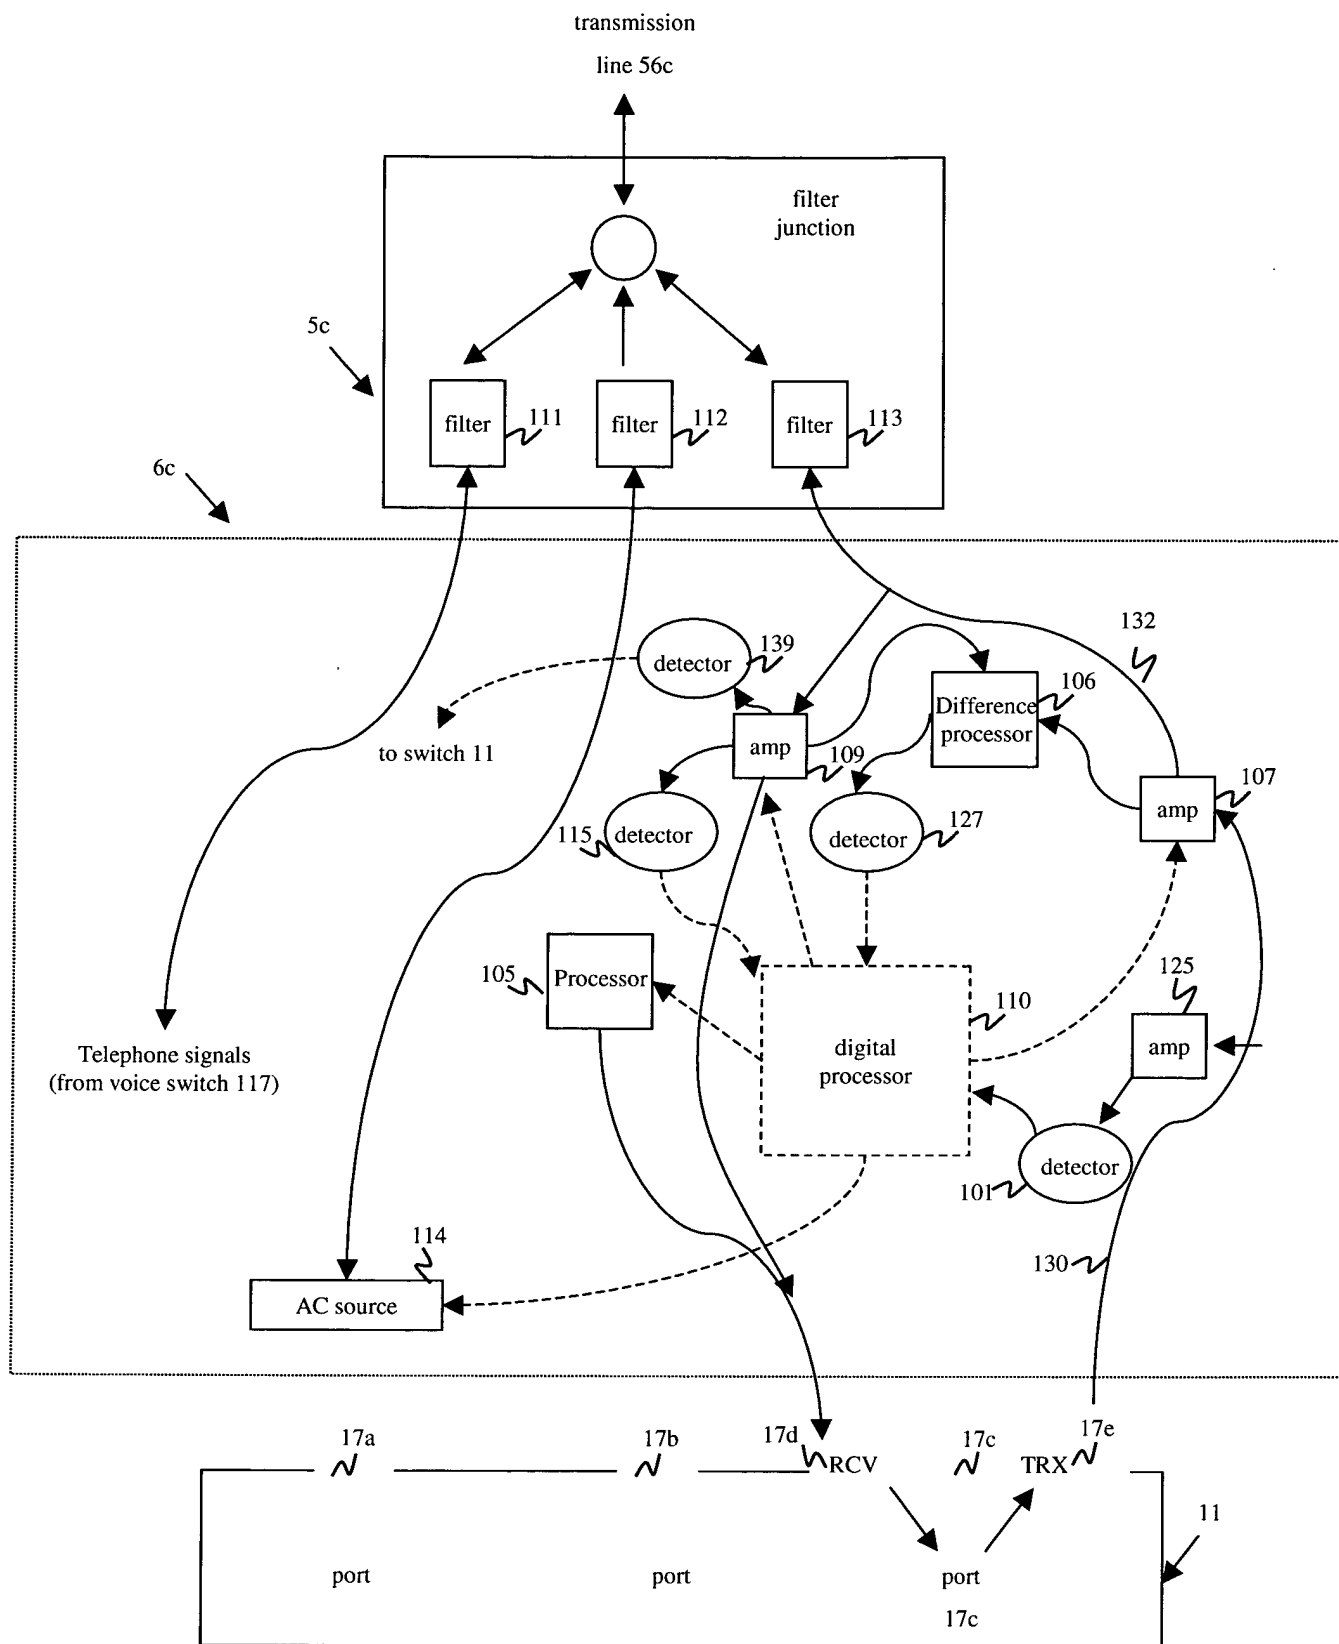 transmission
line 56c
filter
junction
5c
filter
111
filter
112
filter
113
6c
132
detector
139
Difference
processor
106
to switch 11
amp
109
amp
107
115
detector
detector
127
105
Processor
125
110
amp
digital
processor
Telephone signals
(from voice switch 117)
detector
101
114
130
AC source
17a
17b
17d
RCV
17c
TRX
17e
11
port
port
port
17c